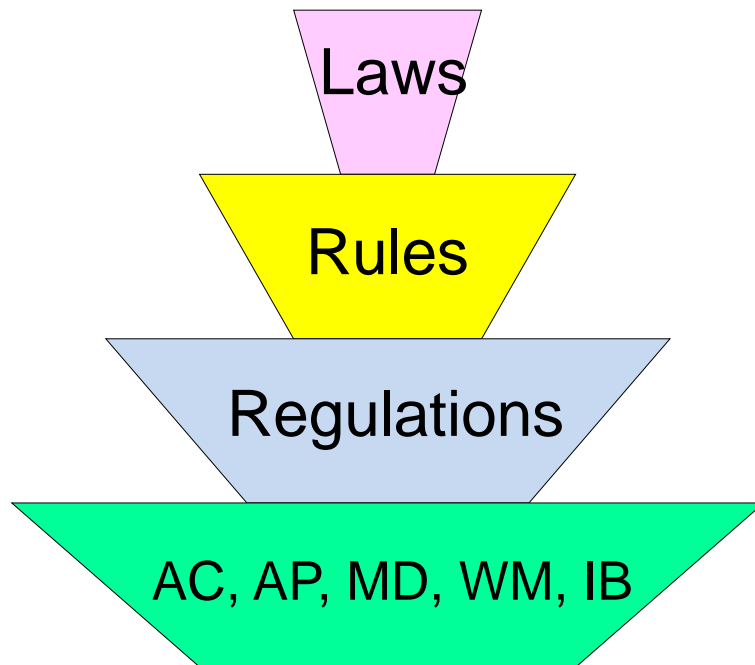 Laws
Rules
Regulations
AC, AP, MD, WM, IB